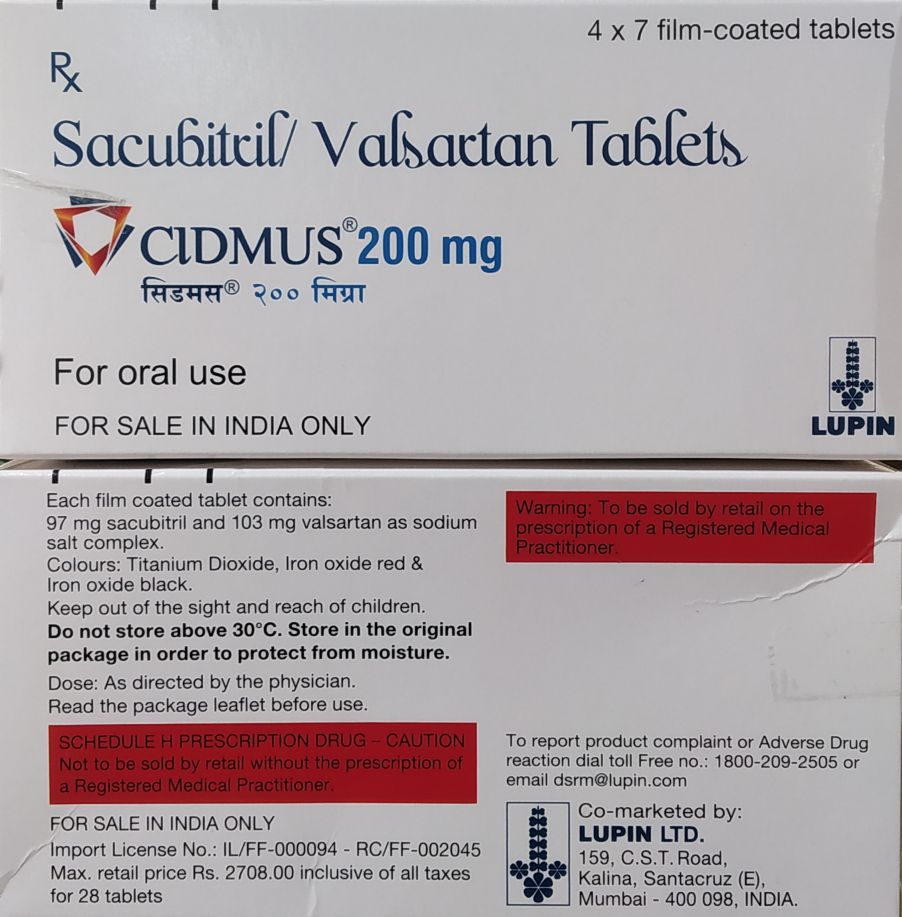 4 x 7 film-coated tablets
Rx
Sacubitril/ Valsartan Tablets
CIDMUS® 200 mg
सिडमस® २०० मिग्रा
For oral use
FOR SALE IN INDIA ONLY
LUPIN
Each film coated tablet contains:
97 mg sacubitril and 103 mg valsartan as sodium
salt complex.
Colours: Titanium Dioxide, Iron oxide red &
Iron oxide black.
Keep out of the sight and reach of children.
Do not store above 30°C. Store in the original
package in order to protect from moisture.
Dose: As directed by the physician.
Read the package leaflet before use.
SCHEDULE H PRESCRIPTION DRUG – CAUTION
Not to be sold by retail without the prescription of
a Registered Medical Practitioner.
FOR SALE IN INDIA ONLY
Import License No.: IL/FF-000094 - RC/FF-002045
Max. retail price Rs. 2708.00 inclusive of all taxes
for 28 tablets
Warning: To be sold by retail on the
prescription of a Registered Medical
Practitioner.
To report product complaint or Adverse Drug
reaction dial toll Free no.: 1800-209-2505 or
email dsrm@lupin.com
Co-marketed by:
LUPIN LTD.
159, C.S.T. Road,
Kalina, Santacruz (E),
Mumbai - 400 098, INDIA.